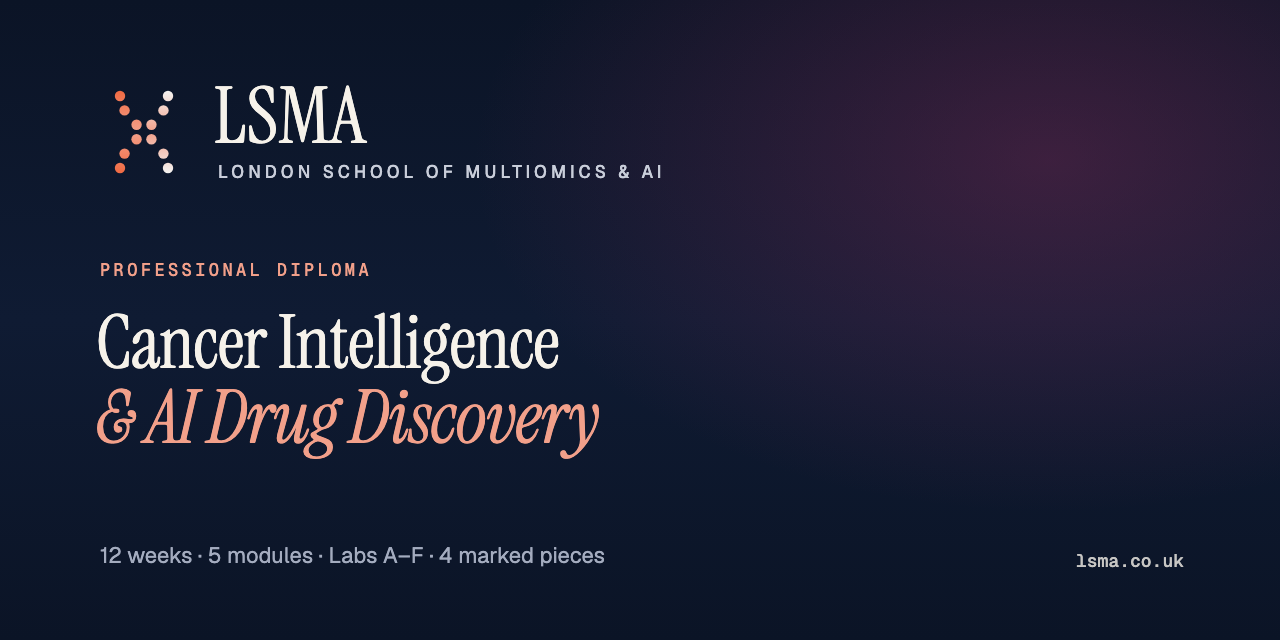 LSMA
LONDON SCHOOL OF MULTIOMICS & AI
PROFESSIONAL DIPLOMA
Cancer Intelligence
& AI Drug Discovery
12 weeks · 5 modules · Labs A–F · 4 marked pieces
lsma.co.uk